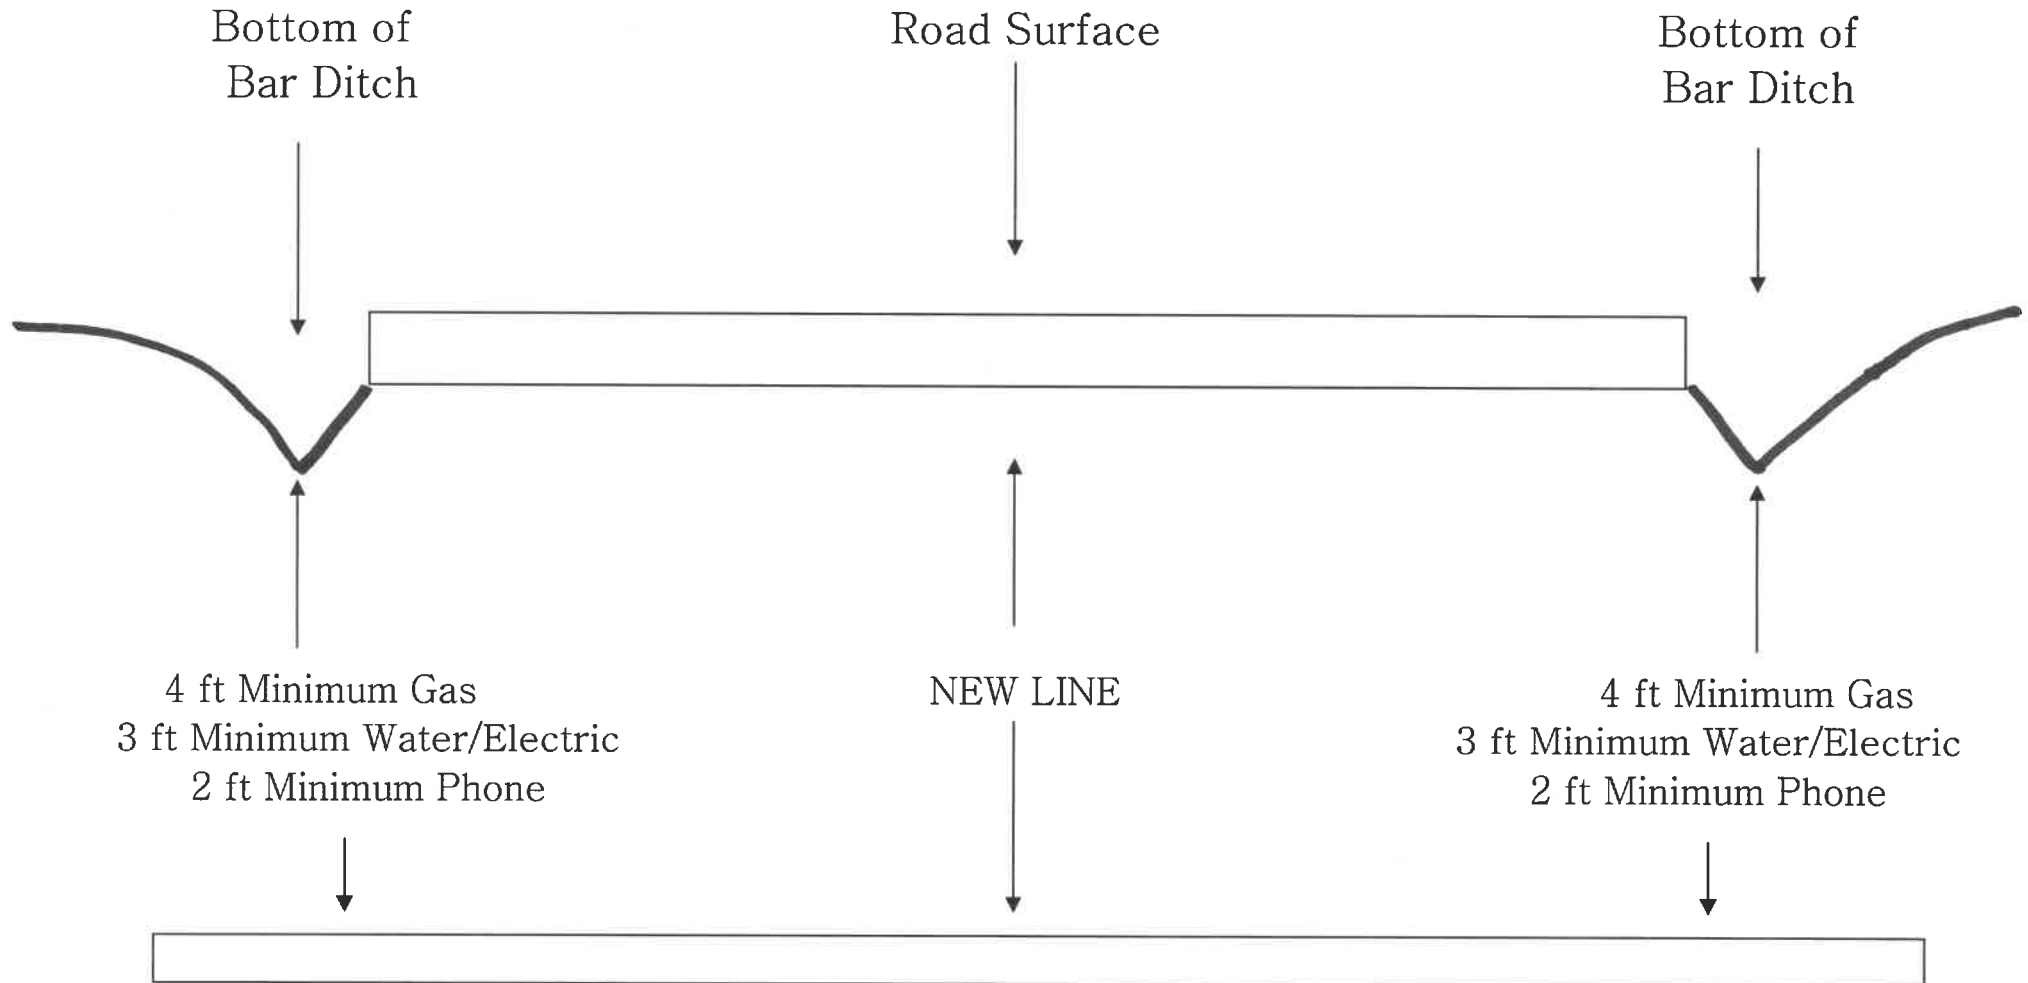 Bottom of
Bar Ditch
Road Surface
Bottom of
Bar Ditch
4 ft Minimum Gas
3 ft Minimum Water/Electric
2 ft Minimum Phone
NEW LINE
4 ft Minimum Gas
3 ft Minimum Water/Electric
2 ft Minimum Phone